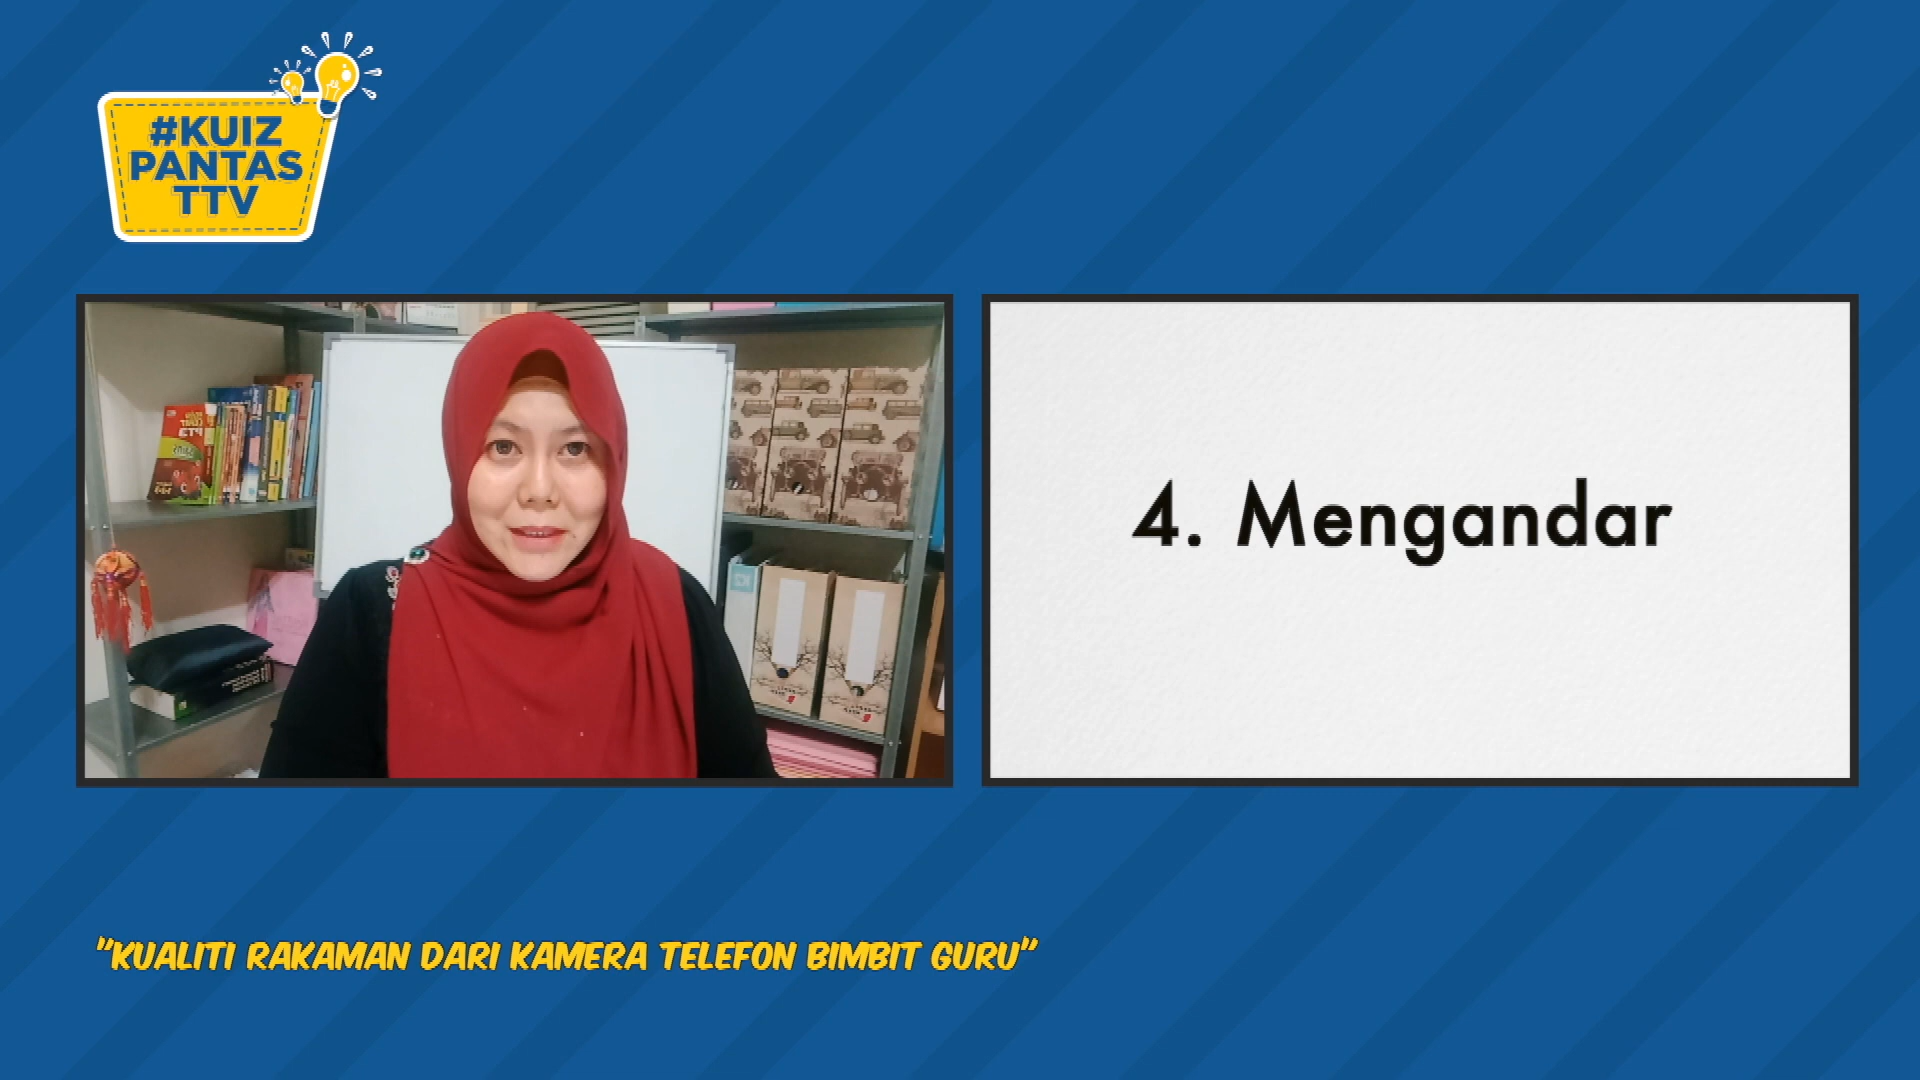 #KUIZ
PANTAS
TTV
4. Mengandar
"KUALITI RAKAMAN DARI KAMERA TELEFON BIMBIT GURU"